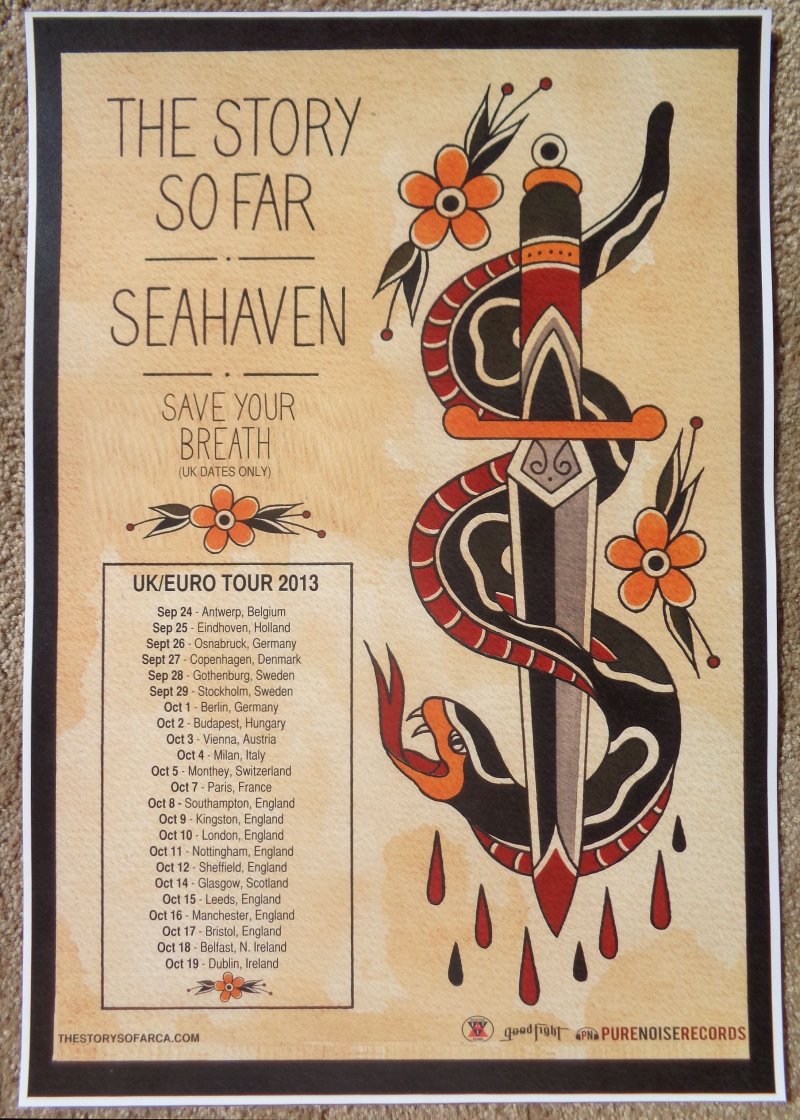 THE STORY
SO FAR
SEAHAVEN
SAVE YOUR
BREATH
(UK DATES ONLY)
UK/EURO TOUR 2013
Sep 24 - Antwerp, Belgium
Sep 25 - Eindhoven, Holland
Sept 26 - Osnabruck, Germany
Sept 27 - Copenhagen, Denmark
Sep 28 - Gothenburg, Sweden
Sept 29 - Stockholm, Sweden
Oct 1 - Berlin, Germany
Oct 2 - Budapest, Hungary
Oct 3 - Vienna, Austria
Oct 4 - Milan, Italy
Oct 5 - Monthey, Switzerland
Oct 7 - Paris, France
Oct 8 - Southampton, England
Oct 9 - Kingston, England
Oct 10 - London, England
Oct 11 - Nottingham, England
Oct 12 - Sheffield, England
Oct 14 - Glasgow, Scotland
Oct 15 - Leeds, England
Oct 16 - Manchester, England
Oct 17 - Bristol, England
Oct 18 - Belfast, N. Ireland
Oct 19 - Dublin, Ireland
THESTORYSOFARCA.COM
goodfight
PN PURENOISERECORDS